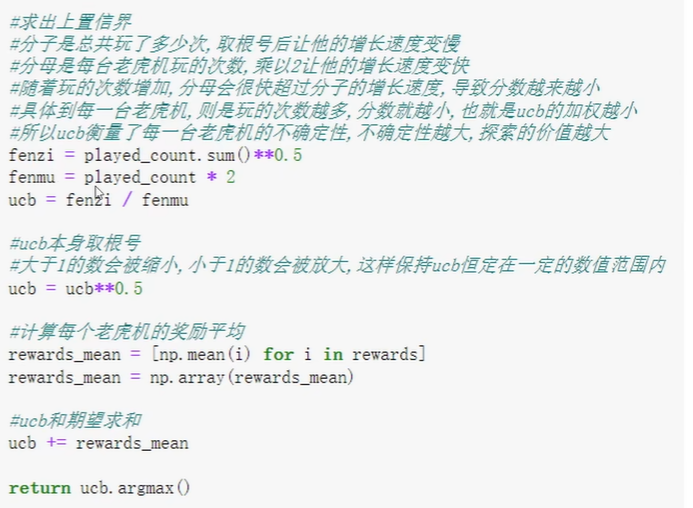 #求出上置信界
#分子是总共玩了多少次,取根号后让他的增长速度变慢
#分母是每台老虎机玩的次数,乘以2让他的增长速度变快
#随着玩的次数增加,分母会很快超过分子的增长速度,导致分数越来越小
#具体到每一台老虎机,则是玩的次数越多,分数就越小,也就是ucb的加权越小
#所以ucb衡量了每一台老虎机的不确定性,不确定性越大,探索的价值越大
fenzi = played_count.sum()**0.5
fenmu = played_count * 2
ucb = fenzi / fenmu
#ucb本身取根号
#大于1的数会被缩小,小于1的数会被放大,这样保持ucb恒定在一定的数值范围内
ucb = ucb**0.5
#计算每个老虎机的奖励平均
rewards_mean = [np.mean(i) for i in rewards]
rewards_mean = np.array(rewards_mean)
#ucb和期望求和
ucb += rewards_mean
return ucb.argmax()